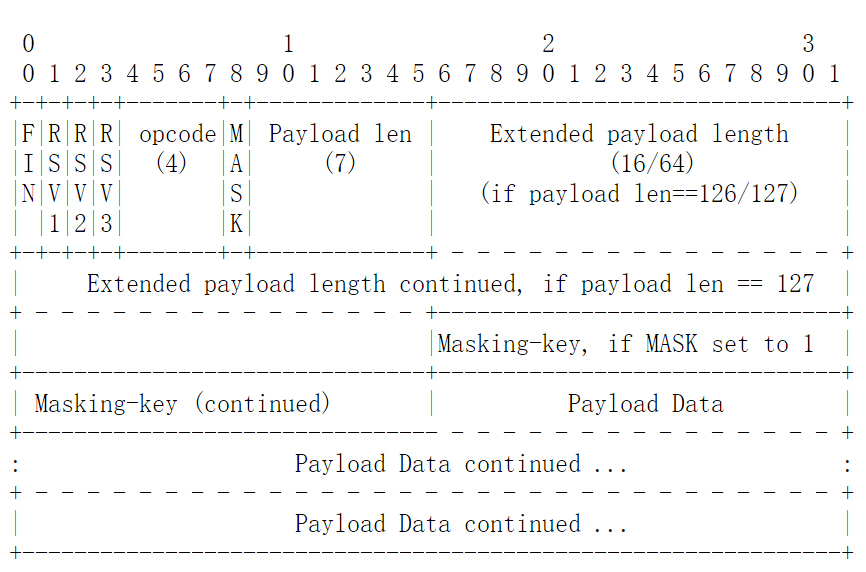 0                   1                   2                   3
 0 1 2 3 4 5 6 7 8 9 0 1 2 3 4 5 6 7 8 9 0 1 2 3 4 5 6 7 8 9 0 1
+-+-+-+-+-------+-+-------------+-------------------------------+
|F|R|R|R| opcode|M| Payload len |    Extended payload length    |
|I|S|S|S|  (4)  |A|     (7)     |             (16/64)           |
|N|V|V|V|       |S|             |   (if payload len==126/127)   |
| |1|2|3|       |K|             |                               |
+-+-+-+-+-------+-+-------------+ - - - - - - - - - - - - - - - +
|     Extended payload length continued, if payload len == 127  |
+ - - - - - - - - - - - - - - - +-------------------------------+
|                               |Masking-key, if MASK set to 1  |
+-------------------------------+-------------------------------+
| Masking-key (continued)       |          Payload Data         |
+-------------------------------- - - - - - - - - - - - - - - - +
:                     Payload Data continued ...                :
+ - - - - - - - - - - - - - - - - - - - - - - - - - - - - - - - +
|                     Payload Data continued ...                |
+---------------------------------------------------------------+